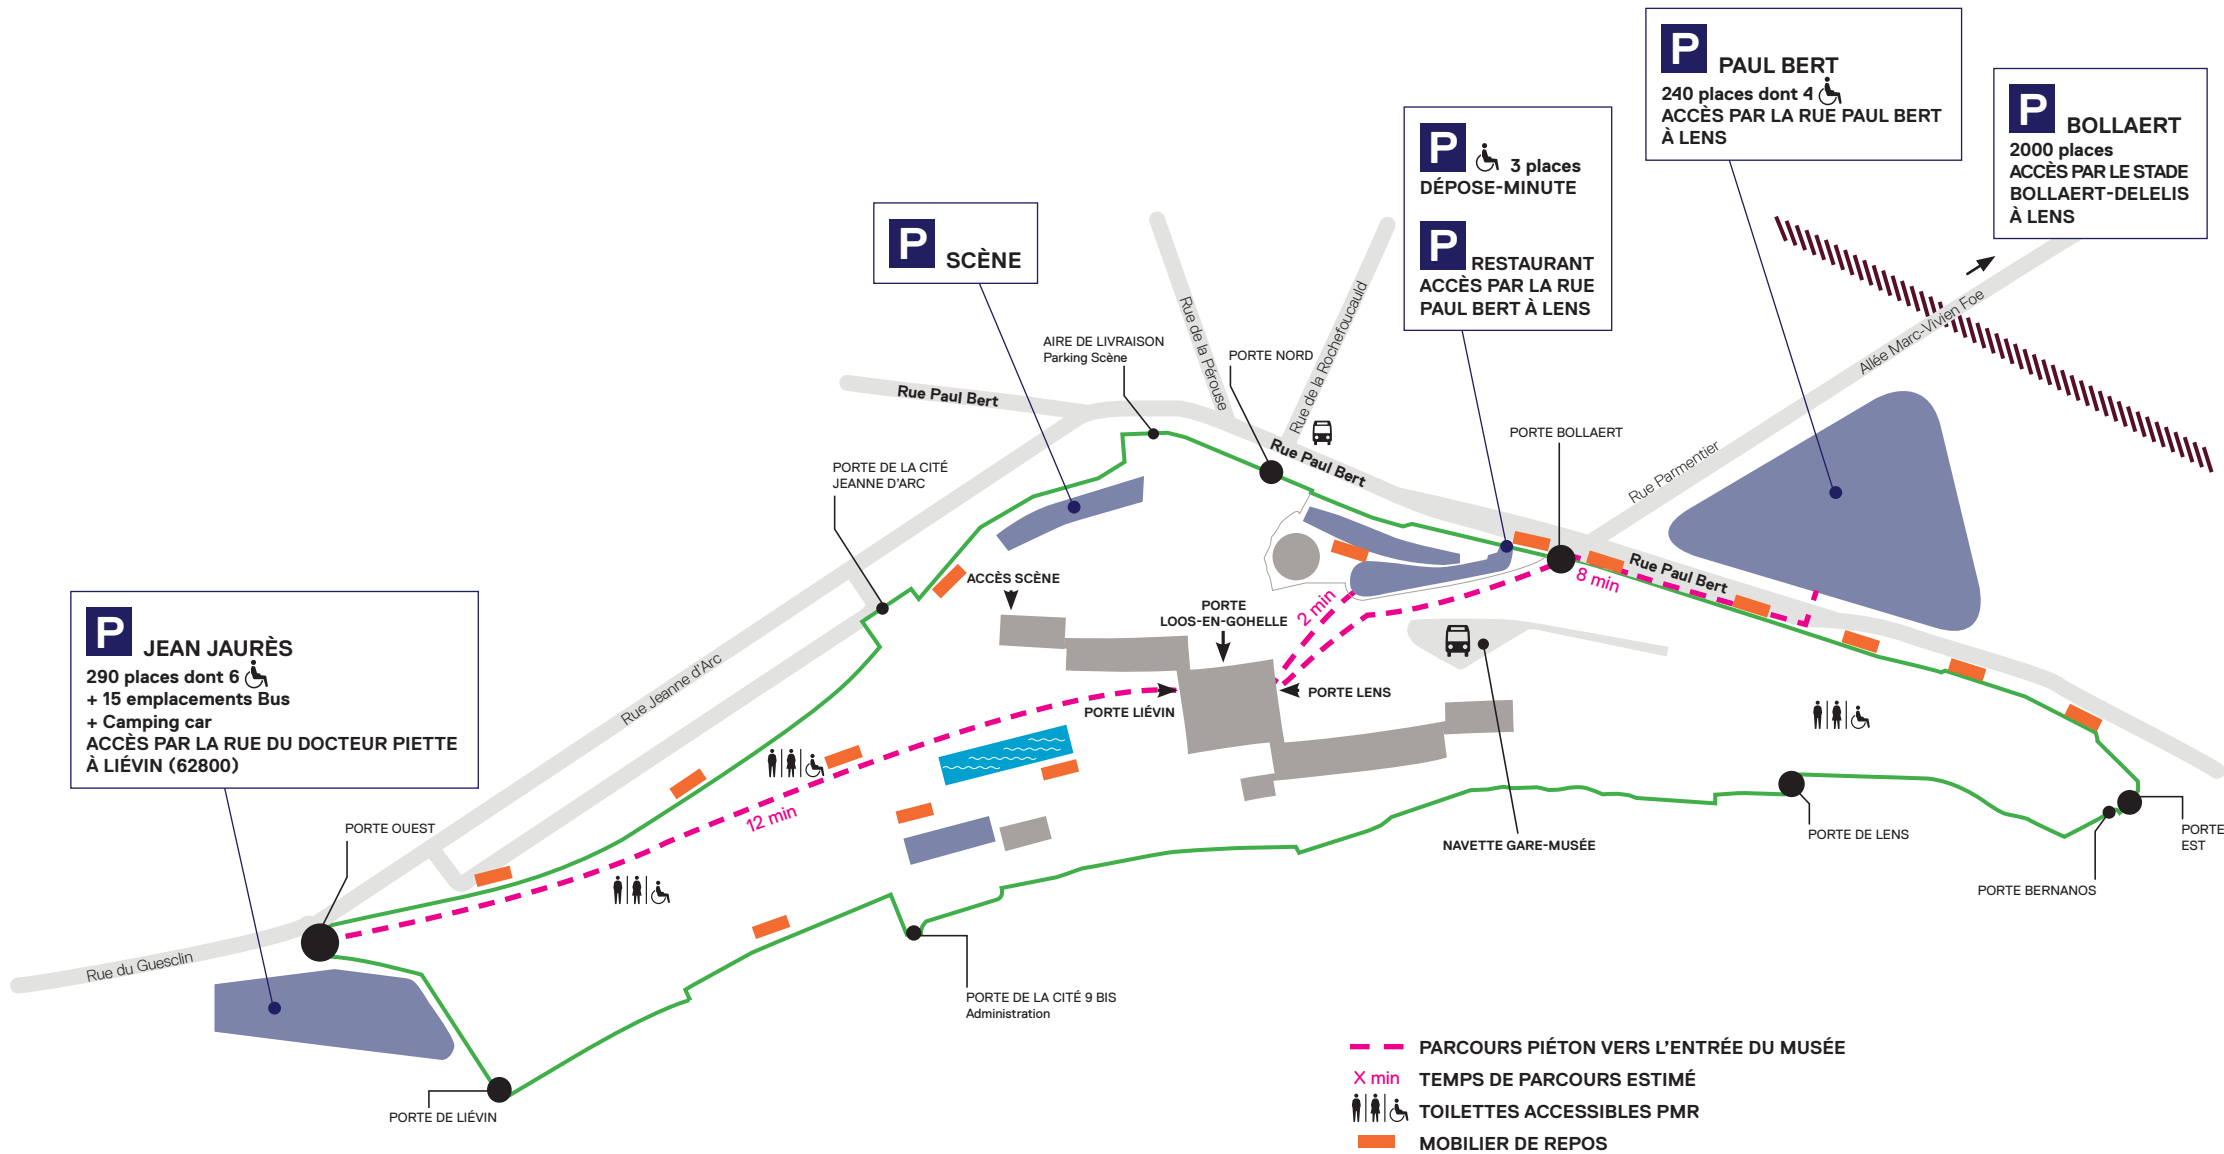 P PAUL BERT
240 places dont 4
ACCÈS PAR LA RUE PAUL BERT
À LENS
P BOLLAERT
2000 places
ACCÈS PAR LE STADE
BOLLAERT-DELELIS
À LENS
P 3 places
DÉPOSE-MINUTE
P RESTAURANT
ACCÈS PAR LA RUE
PAUL BERT À LENS
P SCÈNE
AIRE DE LIVRAISON
Parking Scène
Rue de la Pérouse
PORTE NORD
Rue de la Rochefoucauld
Allée Marc-Vivien Foe
Rue Paul Bert
Rue Paul Bert
PORTE BOLLAERT
Rue Parmentier
PORTE DE LA CITÉ
JEANNE D'ARC
Rue Paul Bert
8 min
ACCÈS SCÈNE
PORTE
LOOS-EN-GOHELLE
2 min
P JEAN JAURÈS
290 places dont 6
+ 15 emplacements Bus
+ Camping car
ACCÈS PAR LA RUE DU DOCTEUR PIETTE
À LIÉVIN (62800)
Rue Jeanne d'Arc
PORTE LIÉVIN
PORTE LENS
12 min
PORTE OUEST
NAVETTE GARE-MUSÉE
PORTE DE LENS
PORTE
EST
PORTE BERNANOS
Rue du Guesclin
PORTE DE LA CITÉ 9 BIS
Administration
PORTE DE LIÉVIN
PARCOURS PIÉTON VERS L'ENTRÉE DU MUSÉE
X min TEMPS DE PARCOURS ESTIMÉ
TOILETTES ACCESSIBLES PMR
MOBILIER DE REPOS